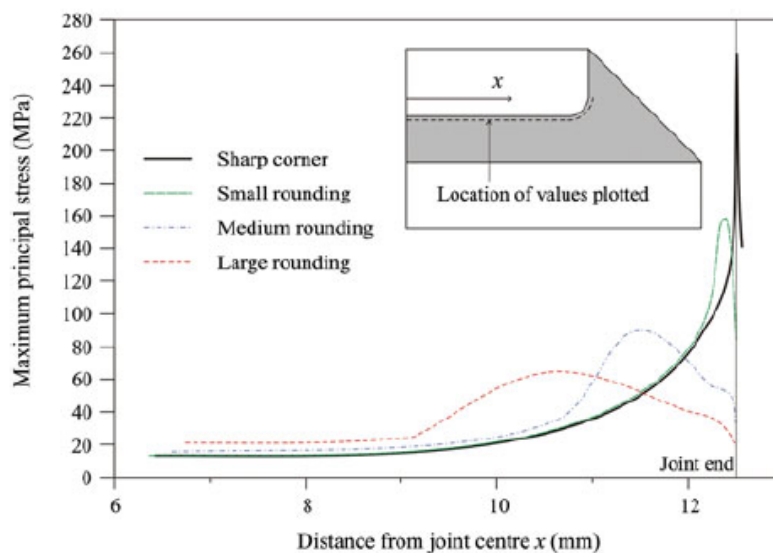 Maximum principal stress (MPa)
280
260
240
220
200
180
160
140
120
100
80
60
40
20
0
x
Sharp corner
Small rounding
Medium rounding
Large rounding
Location of values plotted
Joint end
6
8
10
12
Distance from joint centre x (mm)